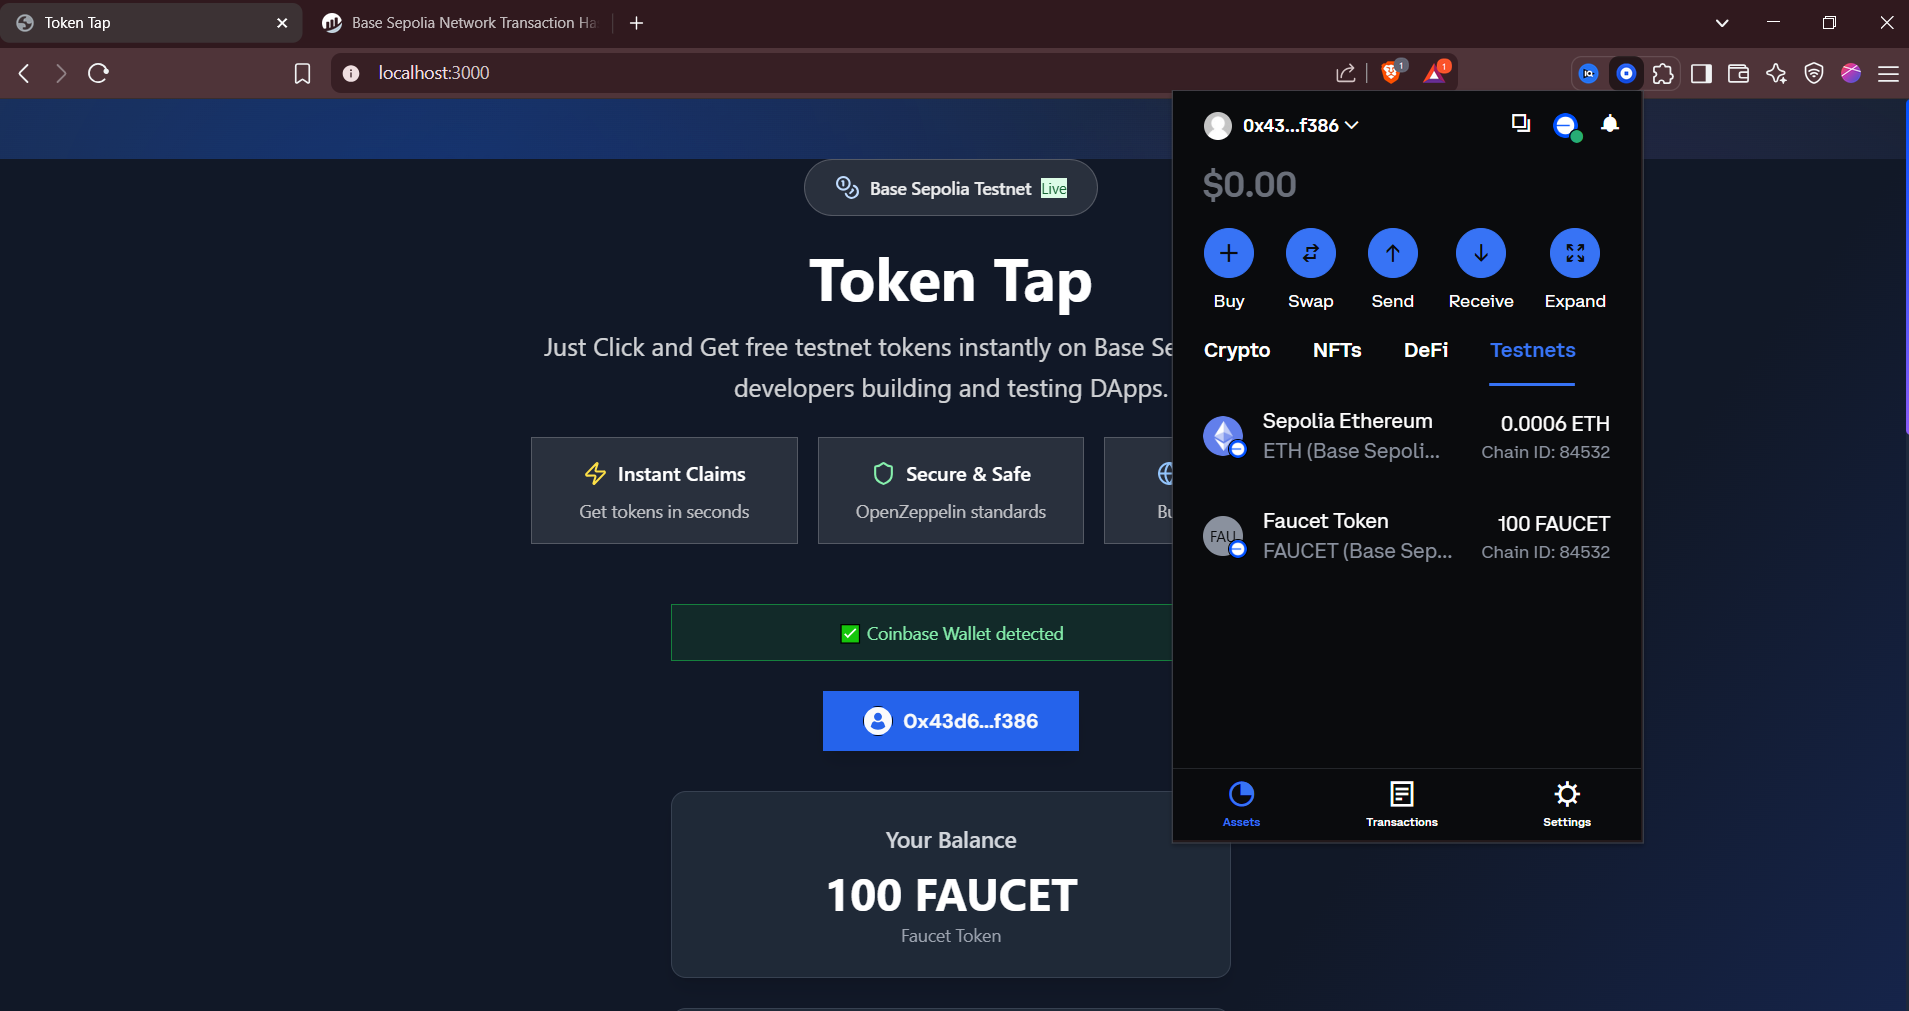 Token Tap
Base Sepolia Network Transaction Ha
localhost:3000
1
1
IQ
Base Sepolia Testnet Live
Token Tap
Just Click and Get free testnet tokens instantly on Base Se
developers building and testing DApps.
Instant Claims
Get tokens in seconds
Secure & Safe
OpenZeppelin standards
Bu
✅ Coinbase Wallet detected
0x43d6...f386
Your Balance
100 FAUCET
Faucet Token
0x43...f386
$0.00
Buy
Swap
Send
Receive
Expand
Crypto
NFTs
DeFi
Testnets
Sepolia Ethereum
0.0006 ETH
ETH (Base Sepoli...
Chain ID: 84532
FAU
Faucet Token
100 FAUCET
FAUCET (Base Sep...
Chain ID: 84532
Assets
Transactions
Settings